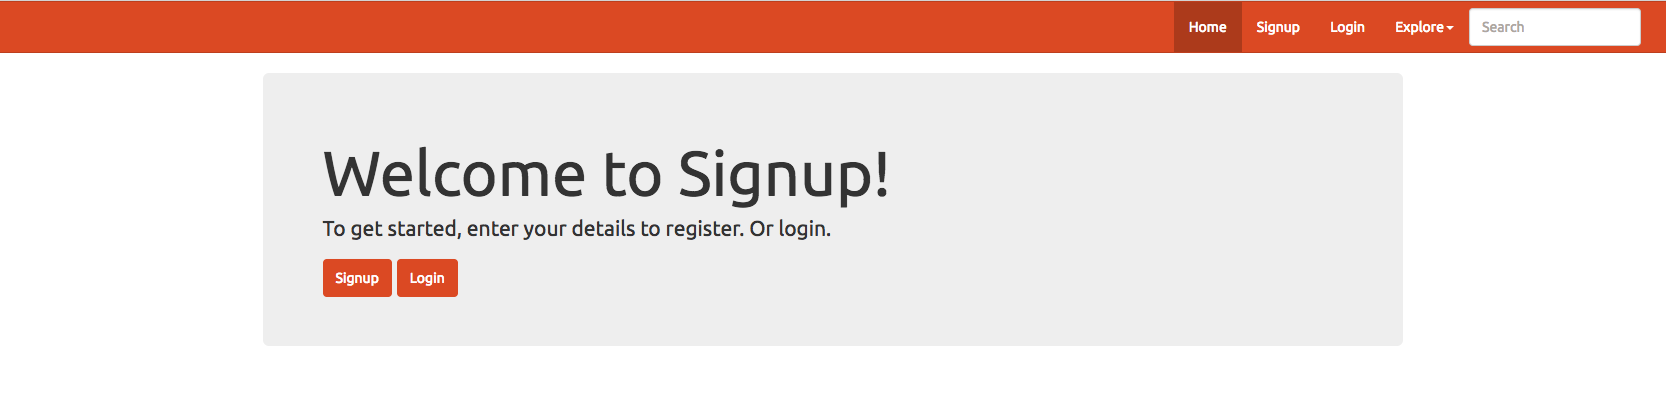 Home Signup Login Explore Search
Welcome to Signup!
To get started, enter your details to register. Or login.
Signup Login